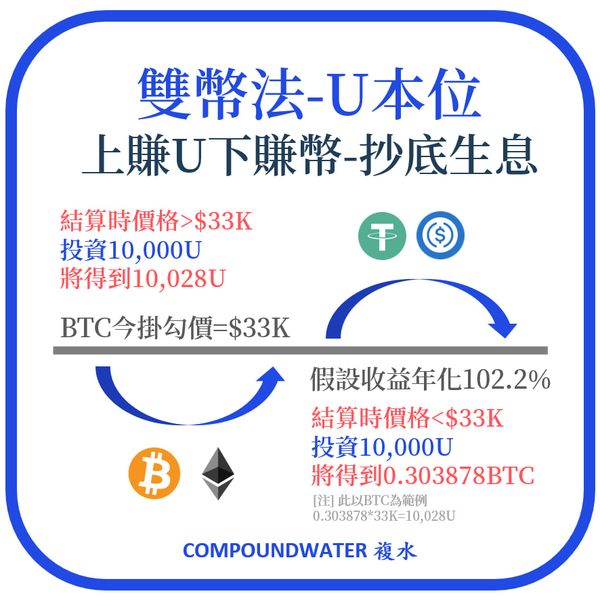 雙幣法-U本位
上賺U下賺幣-抄底生息
結算時價格>$33K
投資10,000U
將得到10,028U
BTC今掛勾價=$33K
假設收益年化102.2%
結算時價格<$33K
投資10,000U
將得到0.303878BTC
[注] 此以BTC為範例
0.303878*33K=10,028U
COMPOUNDWATER 複水